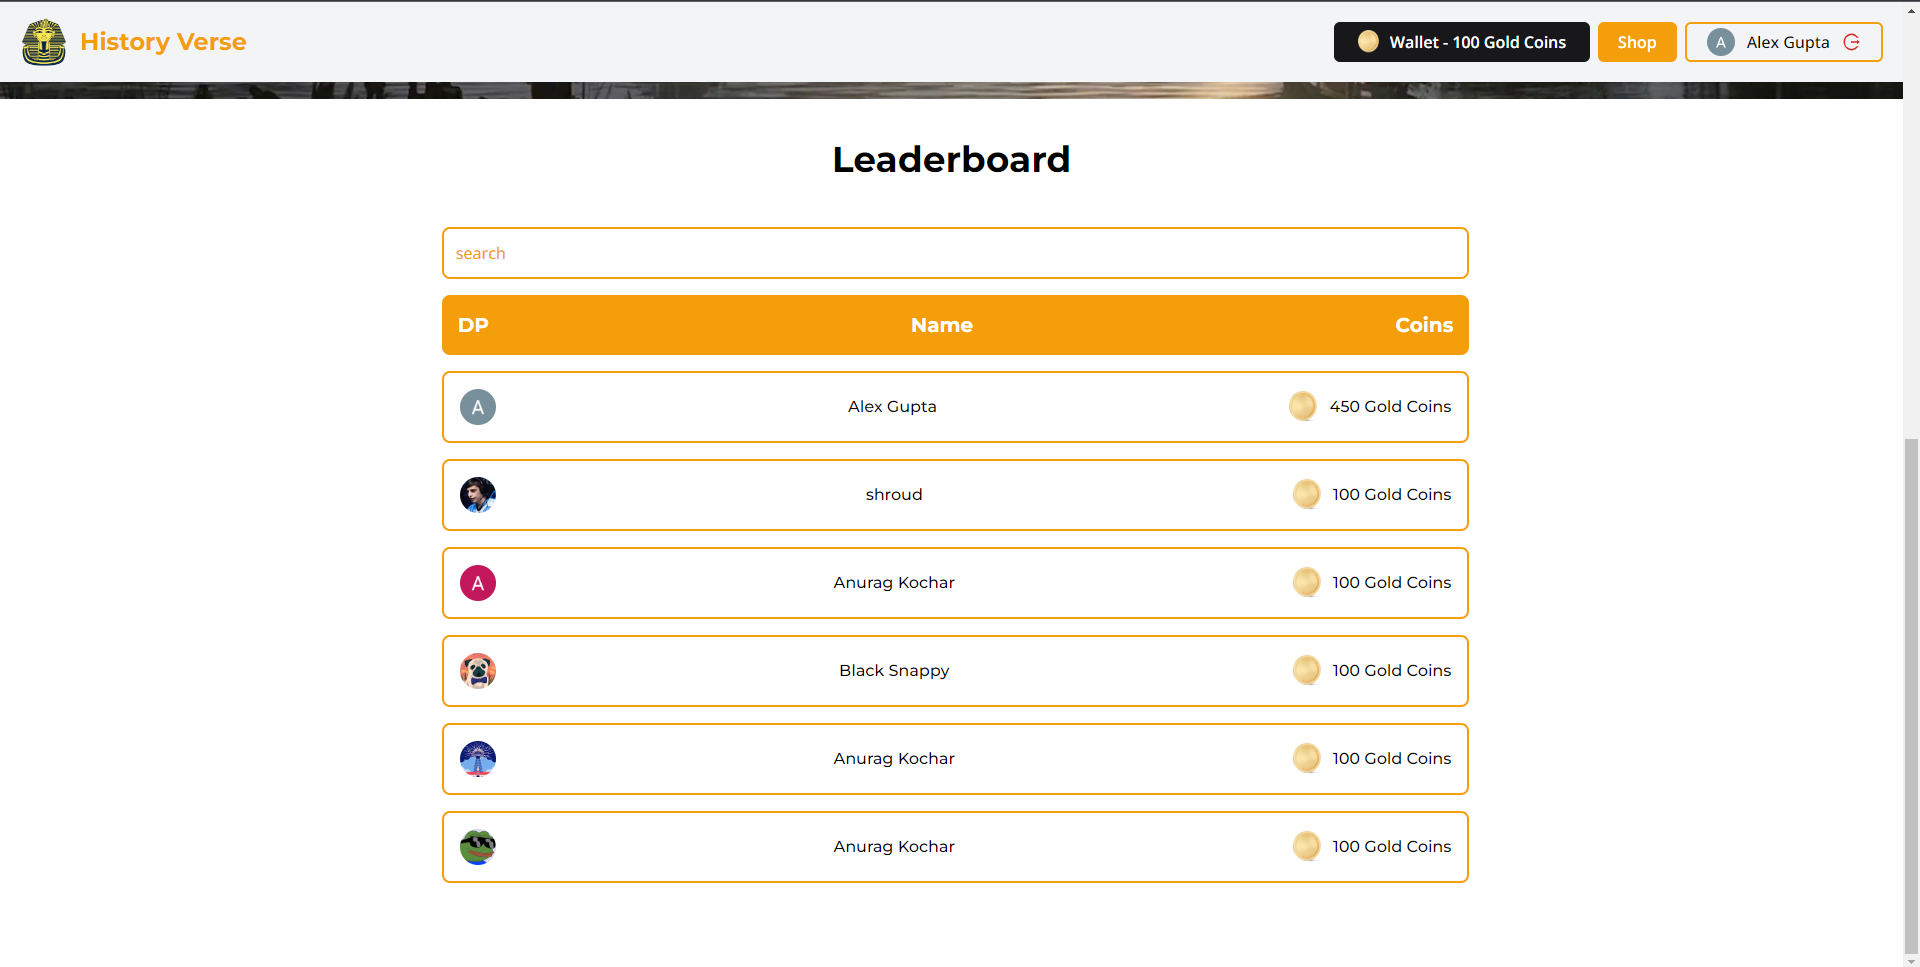 History Verse
Wallet - 100 Gold Coins
Shop
A Alex Gupta
Leaderboard
search
DP Name Coins
A Alex Gupta 450 Gold Coins
shroud 100 Gold Coins
A Anurag Kochar 100 Gold Coins
Black Snappy 100 Gold Coins
Anurag Kochar 100 Gold Coins
Anurag Kochar 100 Gold Coins